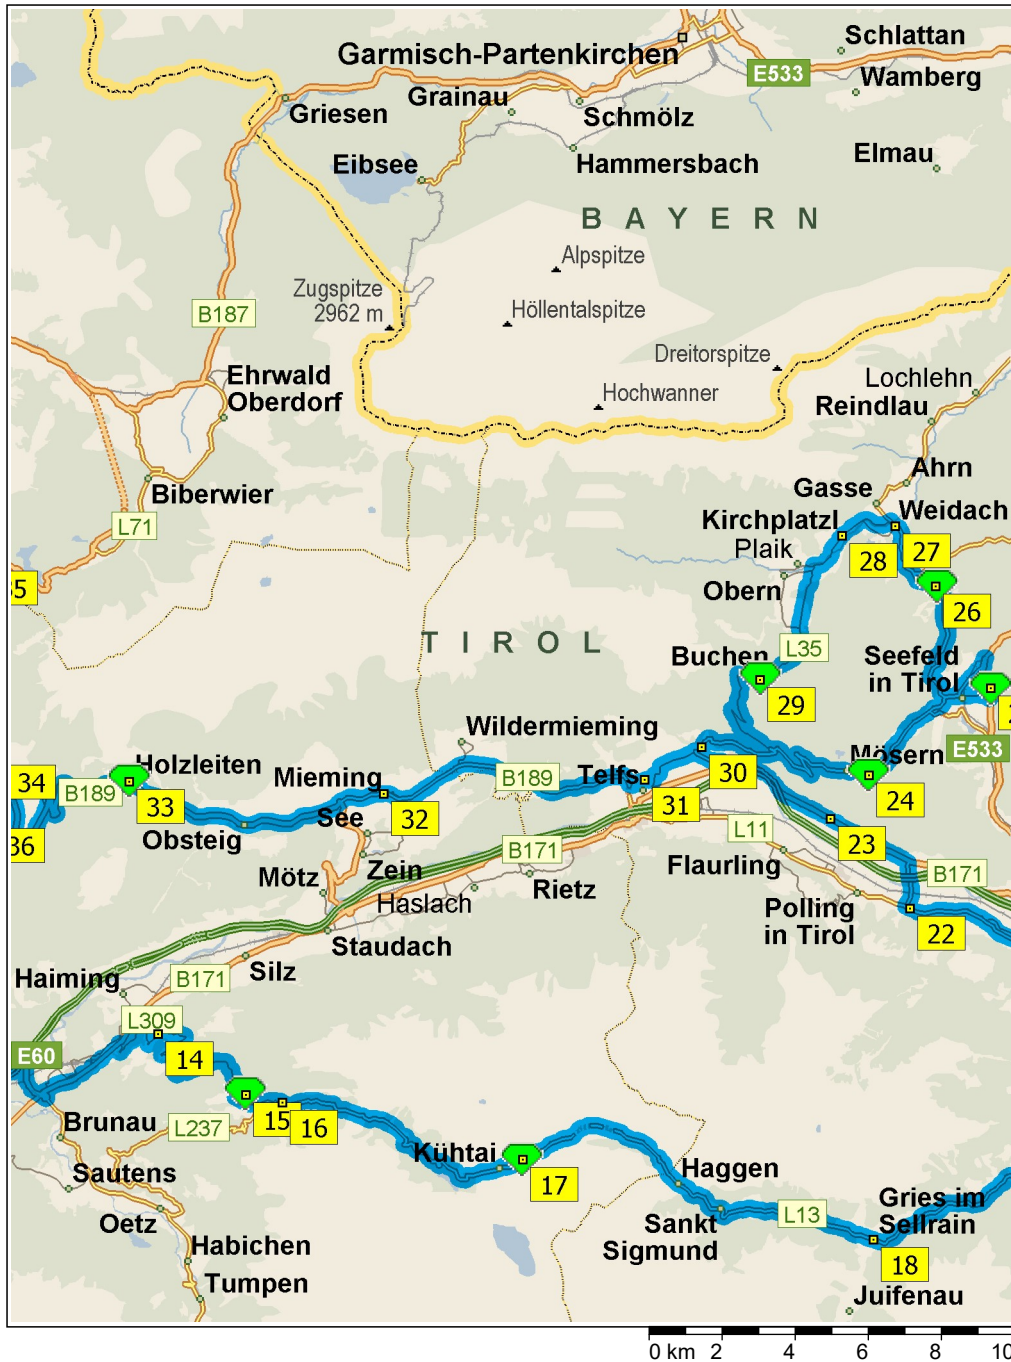 Schlattan
Garmisch-Partenkirchen
E533
Wamberg
Grainau
Griesen
Schmölz
Elmau
Eibsee
Hammersbach
BAYERN
Alpspitze
Zugspitze
2962 m
Höllentalspitze
B187
Dreitorspitze
Ehrwald
Oberdorf
Lochlehn
Hochwanner
Reindlau
Ahrn
Biberwier
Gasse
L71
Weidach
Kirchplatzl
Plaik
27
28
35
Obern
26
TIROL
L35
Buchen
Seefeld
in Tirol
29
Wildermieming
E533
Mösern
Holzleiten
34
Mieming
B189
Telfs
30
B189
33
24
31
32
See
L11
36
Obsteig
23
B171
Flaurling
Zein
B171
Mötz
Rietz
Haslach
Polling
in Tirol
22
Staudach
Silz
Haiming
B171
L309
E60
14
15
16
Brunau
L237
Kühtai
Haggen
Sautens
17
Gries im
Sellrain
L13
Oetz
Sankt
Sigmund
Habichen
18
Tumpen
Juifenau
0 km 2 4 6 8 10